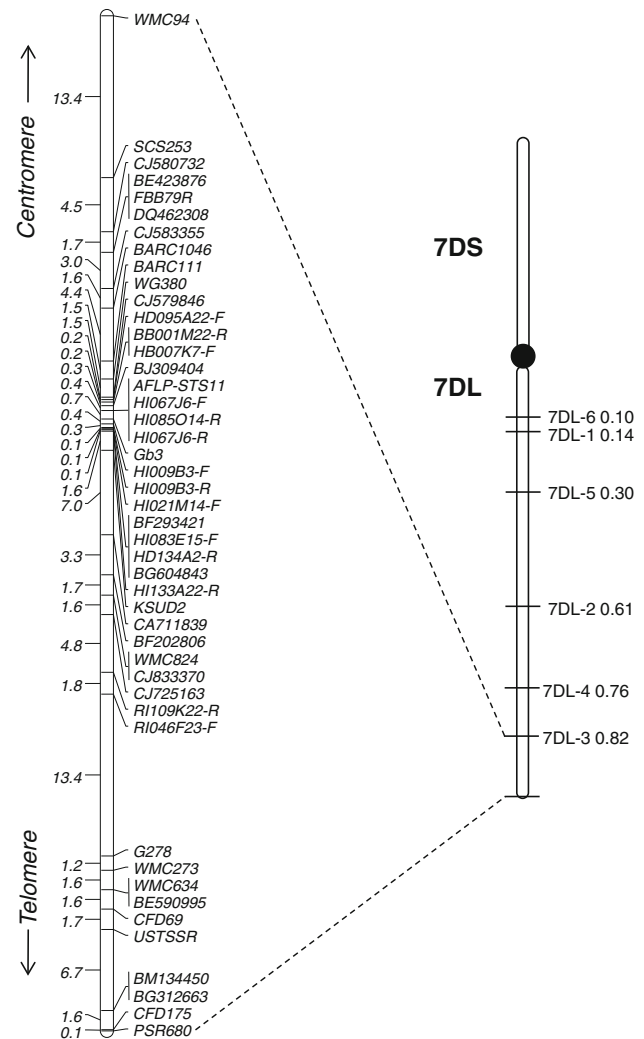 WMC94
Centromere
13.4
SCS253
CJ580732
BE423876
4.5
FBB79R
DQ462308
CJ583355
1.7
BARC1046
3.0
BARC111
1.6
WG380
4.4
CJ579846
1.5
HD095A22-F
1.5
BB001M22-R
0.2
HB007K7-F
0.2
BJ309404
0.3
AFLP-STS11
0.4
HI067J6-F
0.7
HI085O14-R
0.4
HI067J6-R
0.3
Gb3
0.1
HI009B3-F
0.1
HI009B3-R
0.1
HI021M14-F
1.6
BF293421
7.0
HI083E15-F
HD134A2-R
3.3
BG604843
HI133A22-R
1.7
KSUD2
1.6
CA711839
BF202806
4.8
WMC824
CJ833370
1.8
CJ725163
RI109K22-R
RI046F23-F
13.4
Telomere
G278
1.2
WMC273
1.6
WMC634
1.6
BE590995
1.7
CFD69
USTSSR
6.7
BM134450
BG312663
1.6
CFD175
0.1
PSR680
7DS
7DL
7DL-6 0.10
7DL-1 0.14
7DL-5 0.30
7DL-2 0.61
7DL-4 0.76
7DL-3 0.82